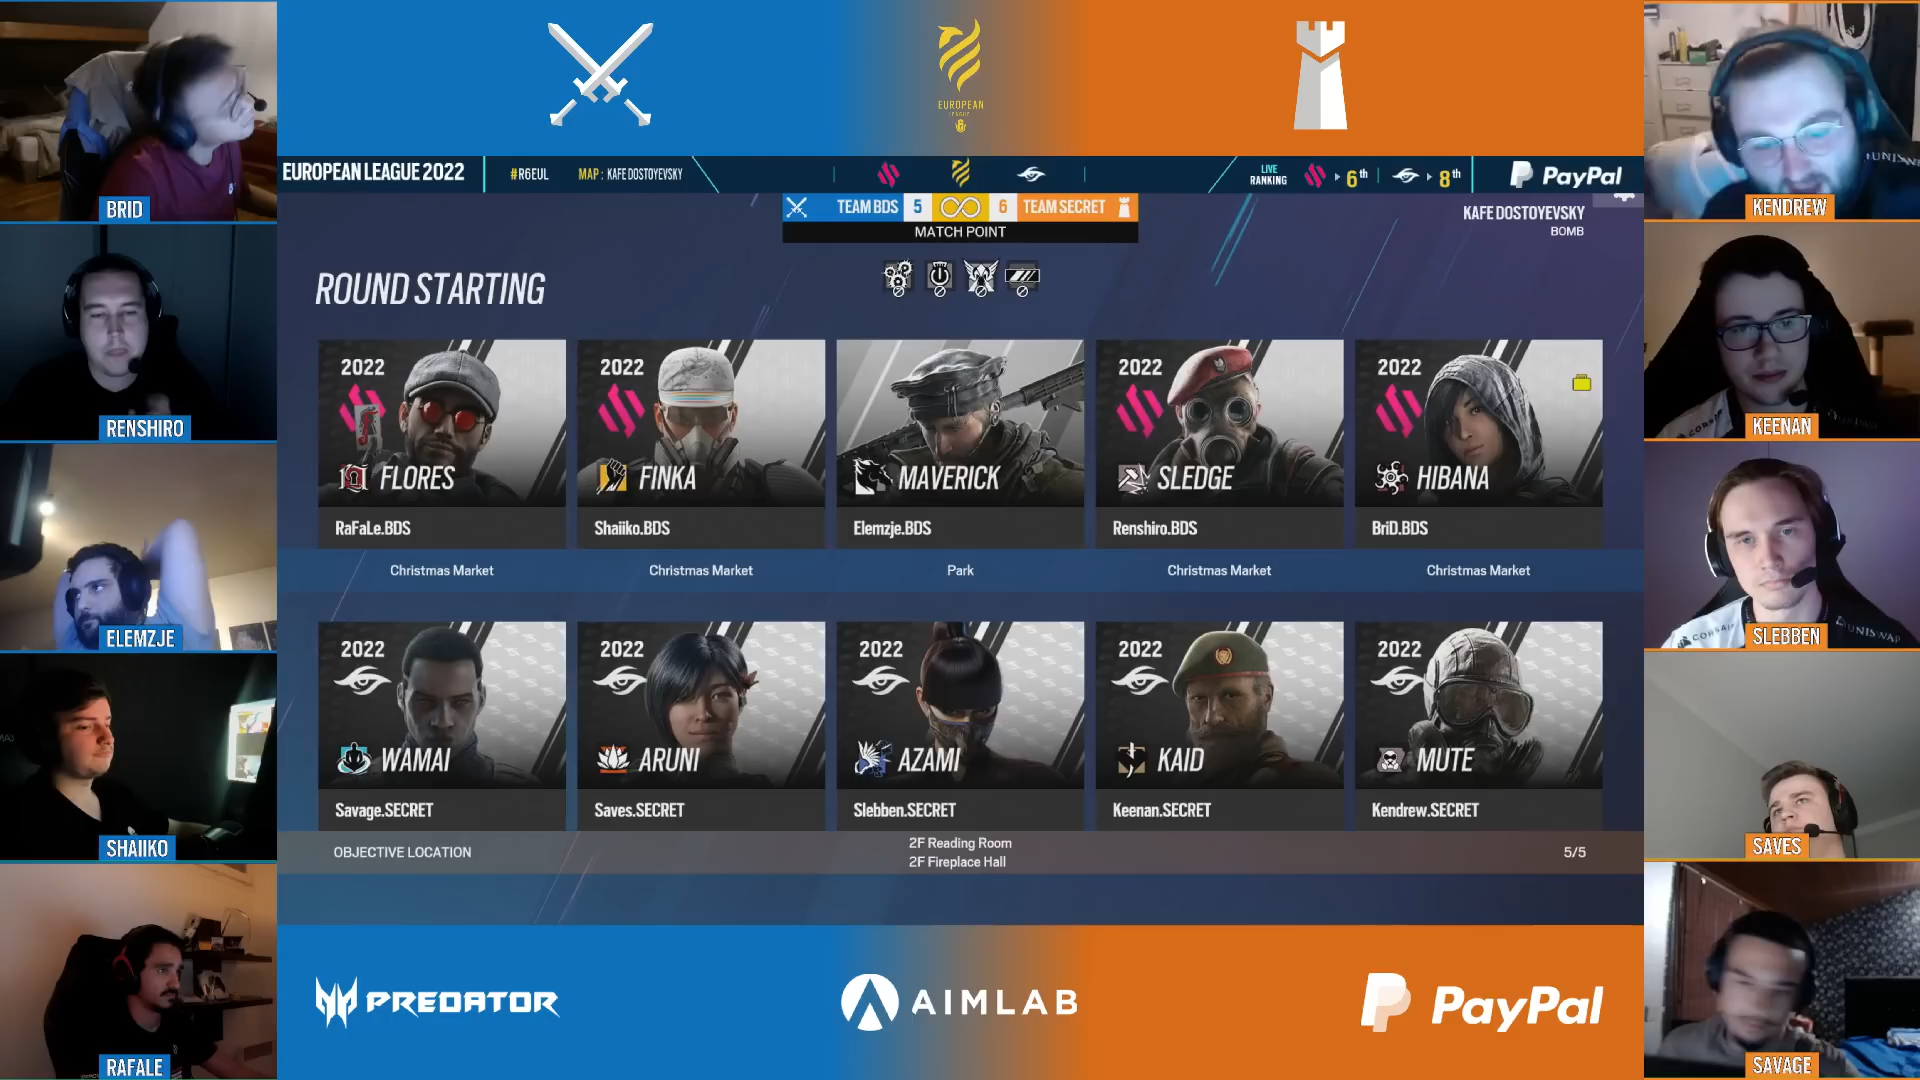 BRID
RENSHIRO
ELEMZJE
SHAIIKO
RAFALE
EUROPEAN
LEAGUE
EUROPEAN LEAGUE 2022
#R6EUL
MAP : KAFE DOSTOYEVSKY
LIVE
RANKING
6th
8th
PayPal
TEAM BDS 5 6 TEAM SECRET
MATCH POINT
KAFE DOSTOYEVSKY
BOMB
ROUND STARTING
2022 2022 2022 2022
FLORES FINKA MAVERICK SLEDGE HIBANA
RaFaLe.BDS Shaiiko.BDS Elemzje.BDS Renshiro.BDS BriD.BDS
Christmas Market Christmas Market Park Christmas Market Christmas Market
2022 2022 2022 2022 2022
WAMAI ARUNI AZAMI KAID MUTE
Savage.SECRET Saves.SECRET Slebben.SECRET Keenan.SECRET Kendrew.SECRET
OBJECTIVE LOCATION
2F Reading Room
2F Fireplace Hall
5/5
PREDATOR
AIMLAB
PayPal
KENDREW
KEENAN
SLEBBEN
SAVES
SAVAGE